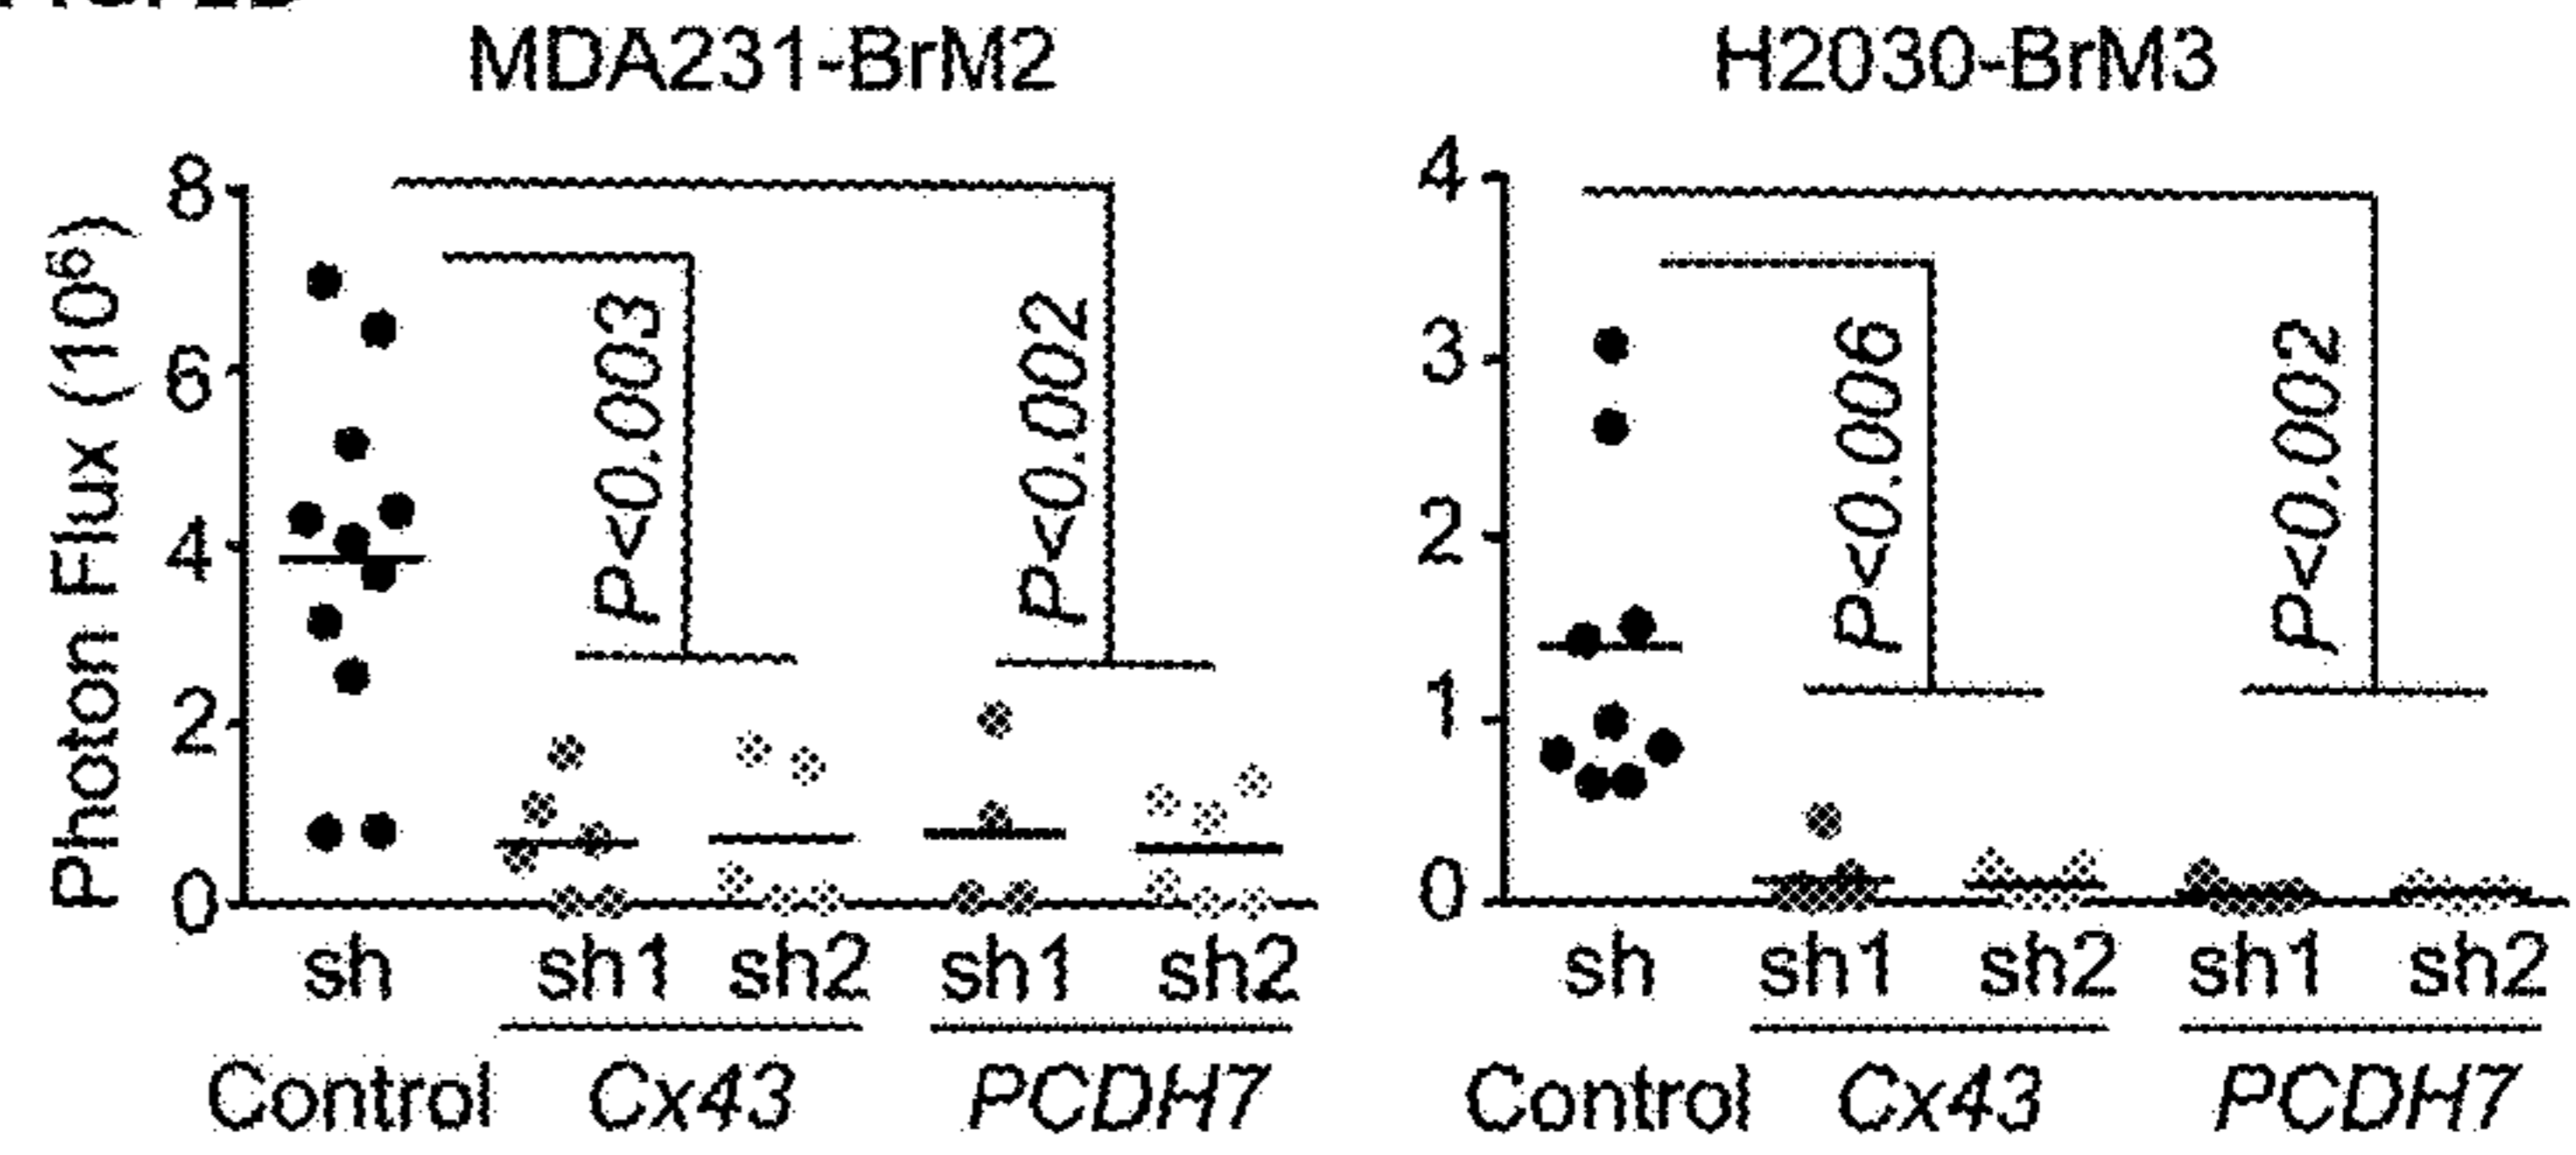 MDA231-BrM2
H2030-BrM3
Photon Flux (10⁶)
8
6
4
2
0
P<0.003
P<0.002
sh
sh1
sh2
sh1
sh2
Control
Cx43
PCDH7
4
3
2
1
0
P<0.006
P<0.002
sh
sh1
sh2
sh1
sh2
Control
Cx43
PCDH7